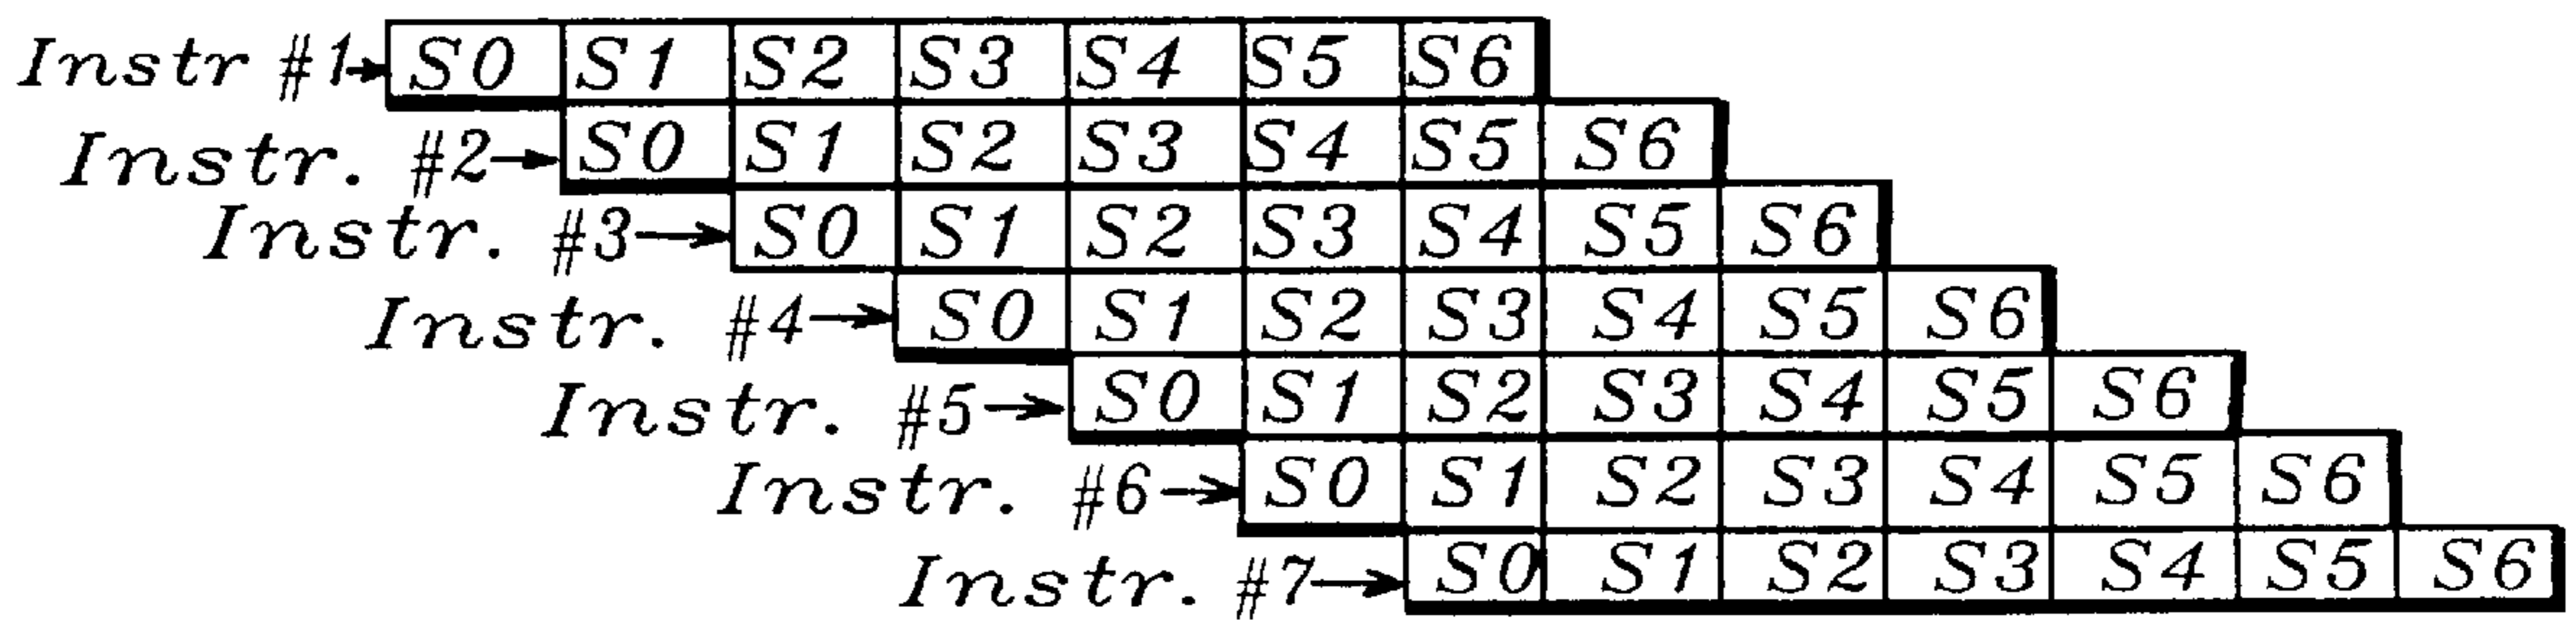 Instr #1 S0 S1 S2 S3 S4 S5 S6
Instr. #2 S0 S1 S2 S3 S4 S5 S6
Instr. #3 S0 S1 S2 S3 S4 S5 S6
Instr. #4 S0 S1 S2 S3 S4 S5 S6
Instr. #5 S0 S1 S2 S3 S4 S5 S6
Instr. #6 S0 S1 S2 S3 S4 S5 S6
Instr. #7 S0 S1 S2 S3 S4 S5 S6